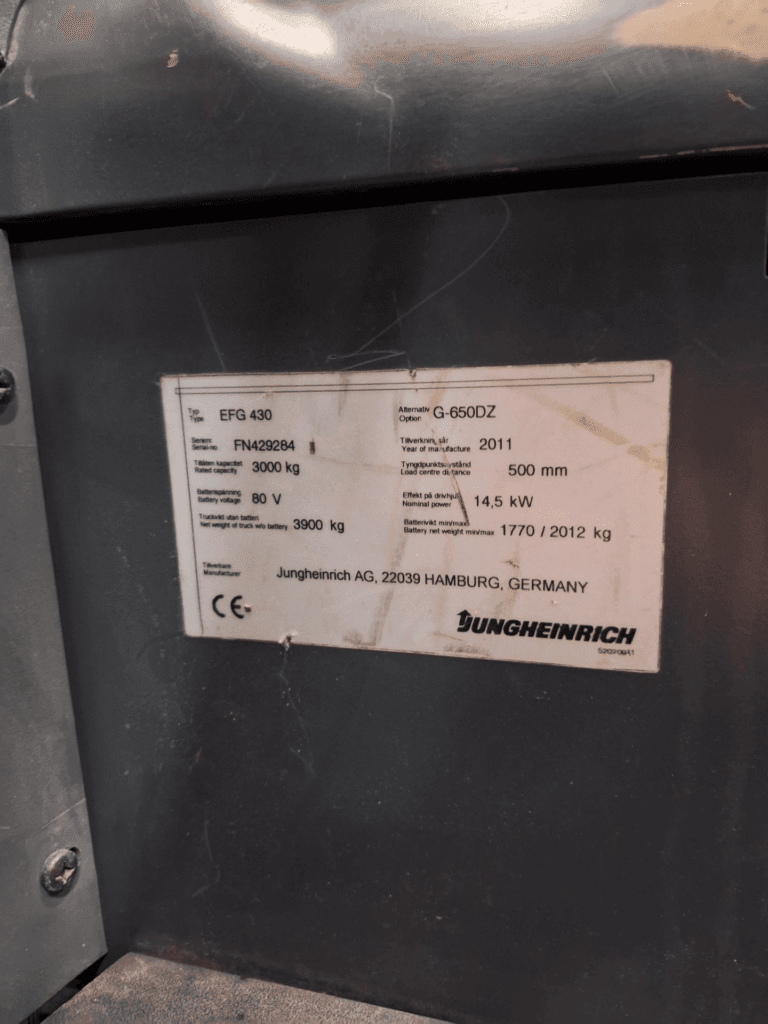 Typ
Type EFG 430
Alternativ
Option G-650DZ
Serienr.
Serial-no. FN429284
Tillverkningsår
Year of manufacture 2011
Tillåten kapacitet
Rated capacity 3000 kg
Tyngdpunktsavstånd
Load centre distance 500 mm
Batterispänning
Battery voltage 80 V
Effekt på drivhjul
Nominal power 14,5 kW
Truckvikt utan batteri
Net weight of truck w/o battery 3900 kg
Batterivikt min/max
Battery net weight min/max 1770 / 2012 kg
Tillverkare
Manufacturer Jungheinrich AG, 22039 HAMBURG, GERMANY
CE
JUNGHEINRICH